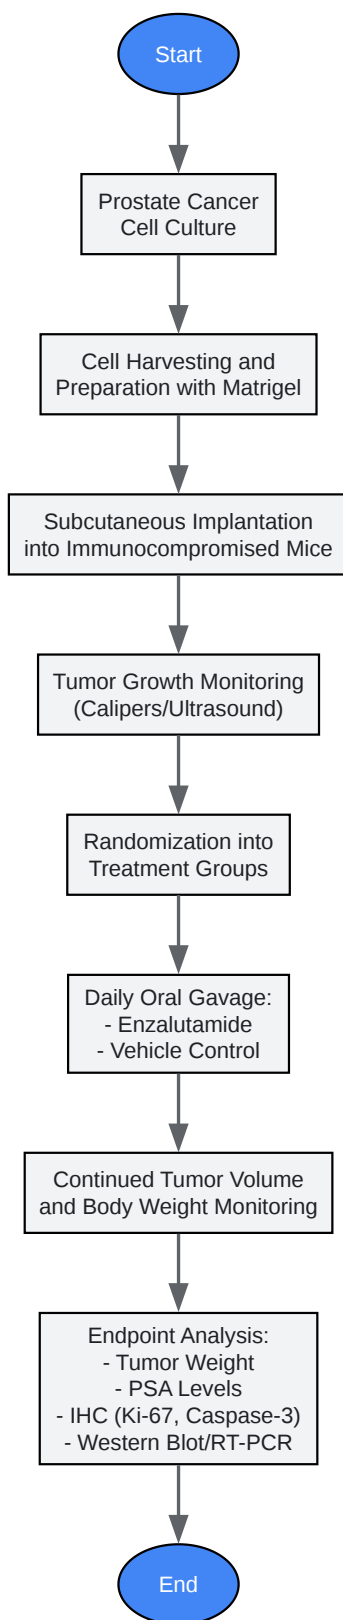 Start
Prostate Cancer
Cell Culture
Cell Harvesting and
Preparation with Matrigel
Subcutaneous Implantation
into Immunocompromised Mice
Tumor Growth Monitoring
(Calipers/Ultrasound)
Randomization into
Treatment Groups
Daily Oral Gavage:
- Enzalutamide
- Vehicle Control
Continued Tumor Volume
and Body Weight Monitoring
Endpoint Analysis:
- Tumor Weight
- PSA Levels
- IHC (Ki-67, Caspase-3)
- Western Blot/RT-PCR
End